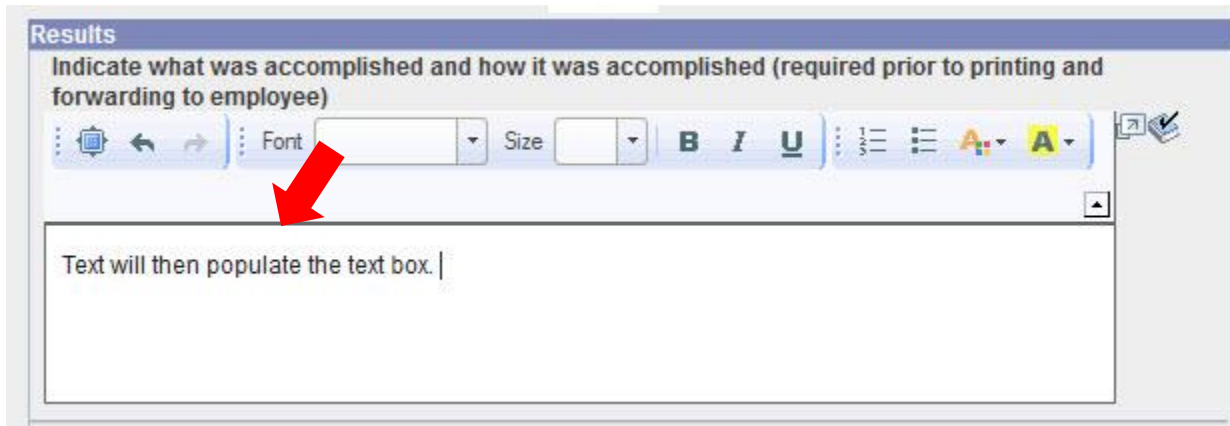 Results
Indicate what was accomplished and how it was accomplished (required prior to printing and
forwarding to employee)
Font Size B I U A A
Text will then populate the text box.